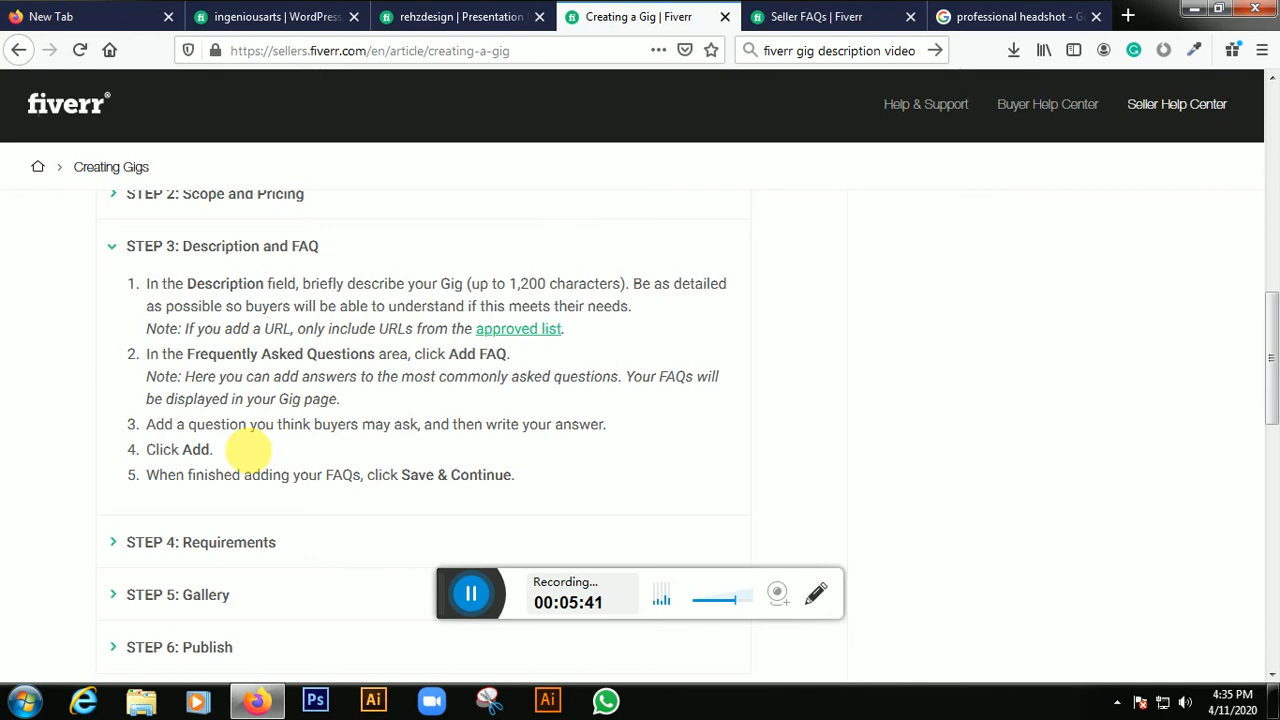 New Tab
ingeniousarts | WordPress
rehzdesign | Presentation
Creating a Gig | Fiverr
Seller FAQs | Fiverr
professional headshot - G
https://sellers.fiverr.com/en/article/creating-a-gig
fiverr gig description video
fiverr®
Help & Support
Buyer Help Center
Seller Help Center
Creating Gigs
STEP 2: Scope and Pricing
STEP 3: Description and FAQ
1. In the Description field, briefly describe your Gig (up to 1,200 characters). Be as detailed
as possible so buyers will be able to understand if this meets their needs.
Note: If you add a URL, only include URLs from the approved list.
2. In the Frequently Asked Questions area, click Add FAQ.
Note: Here you can add answers to the most commonly asked questions. Your FAQs will
be displayed in your Gig page.
3. Add a question you think buyers may ask, and then write your answer.
4. Click Add.
5. When finished adding your FAQs, click Save & Continue.
STEP 4: Requirements
STEP 5: Gallery
STEP 6: Publish
Recording...
00:05:41
Ps
Ai
Ai
4:35 PM
4/11/2020